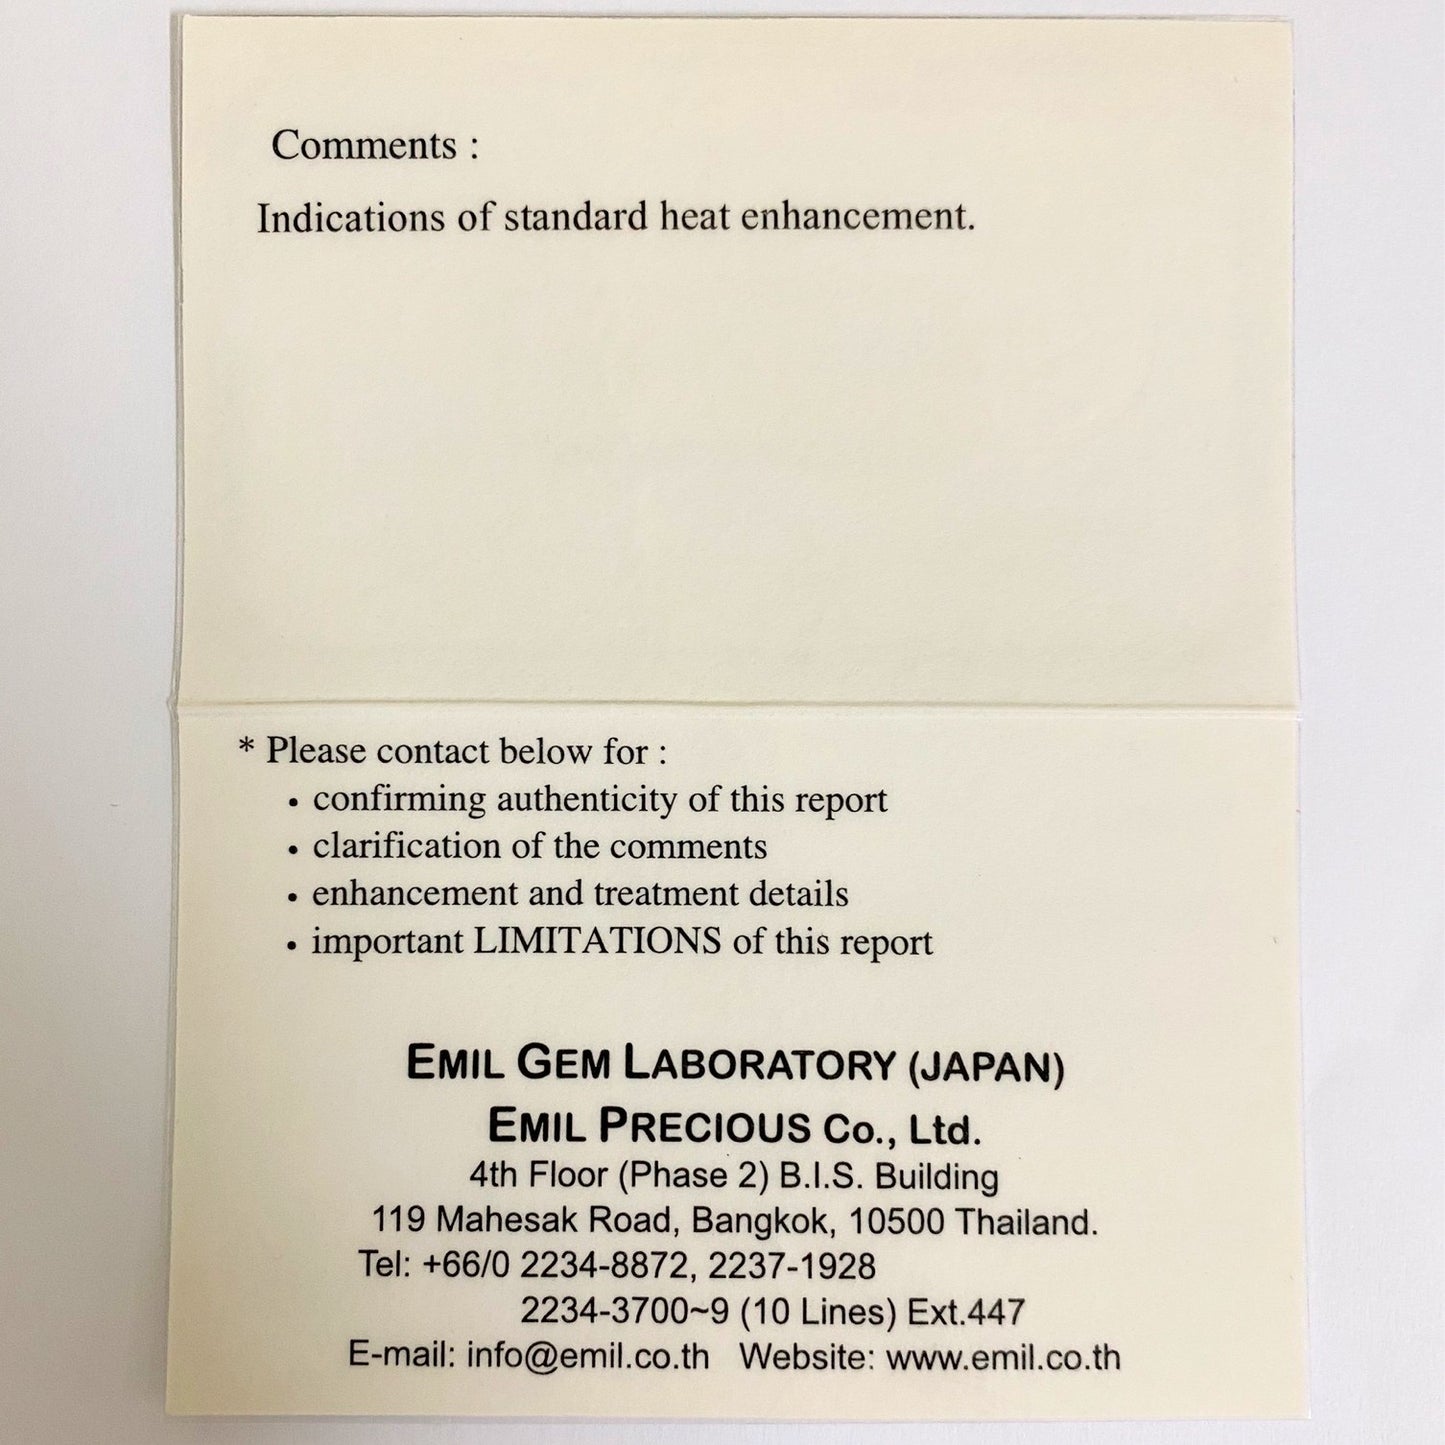 Comments :
Indications of standard heat enhancement.
* Please contact below for :
• confirming authenticity of this report
• clarification of the comments
• enhancement and treatment details
• important LIMITATIONS of this report
EMIL GEM LABORATORY (JAPAN)
EMIL PRECIOUS Co., Ltd.
4th Floor (Phase 2) B.I.S. Building
119 Mahesak Road, Bangkok, 10500 Thailand.
Tel: +66/0 2234-8872, 2237-1928
2234-3700~9 (10 Lines) Ext.447
E-mail: info@emil.co.th Website: www.emil.co.th